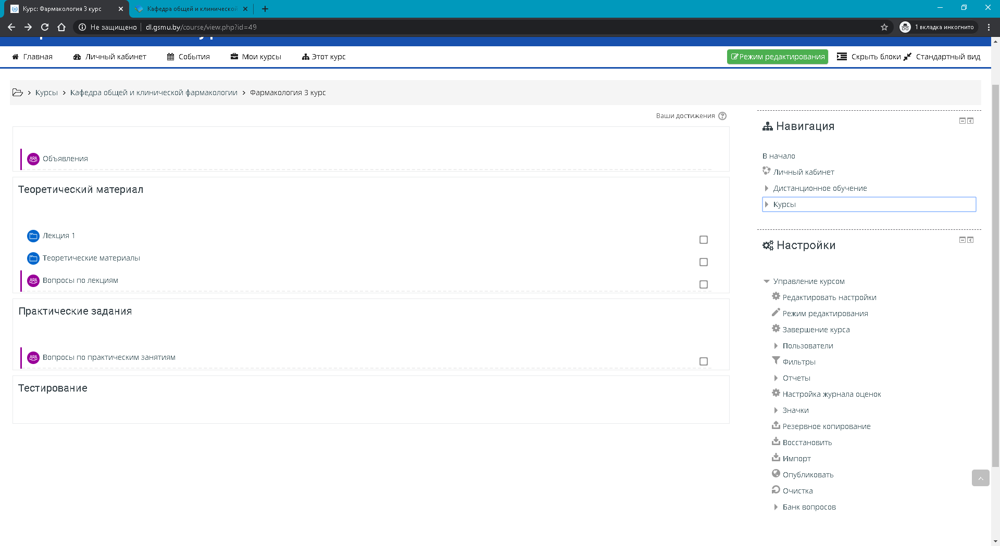 Курс: Фармакология 3 курс
Кафедра общей и клинической
Не защищено
dl.gsmu.by/course/view.php?id=49
1 вкладка инкогнито
Главная
Личный кабинет
События
Мои курсы
Этот курс
Режим редактирования
Скрыть блоки
Стандартный вид
Курсы
Кафедра общей и клинической фармакологии
Фармакология 3 курс
Ваши достижения
Объявления
Теоретический материал
Лекция 1
Теоретические материалы
Вопросы по лекциям
Практические задания
Вопросы по практическим занятиям
Тестирование
Навигация
В начало
Личный кабинет
Дистанционное обучение
Курсы
Настройки
Управление курсом
Редактировать настройки
Режим редактирования
Завершение курса
Пользователи
Фильтры
Отчеты
Настройка журнала оценок
Значки
Резервное копирование
Восстановить
Импорт
Опубликовать
Очистка
Банк вопросов